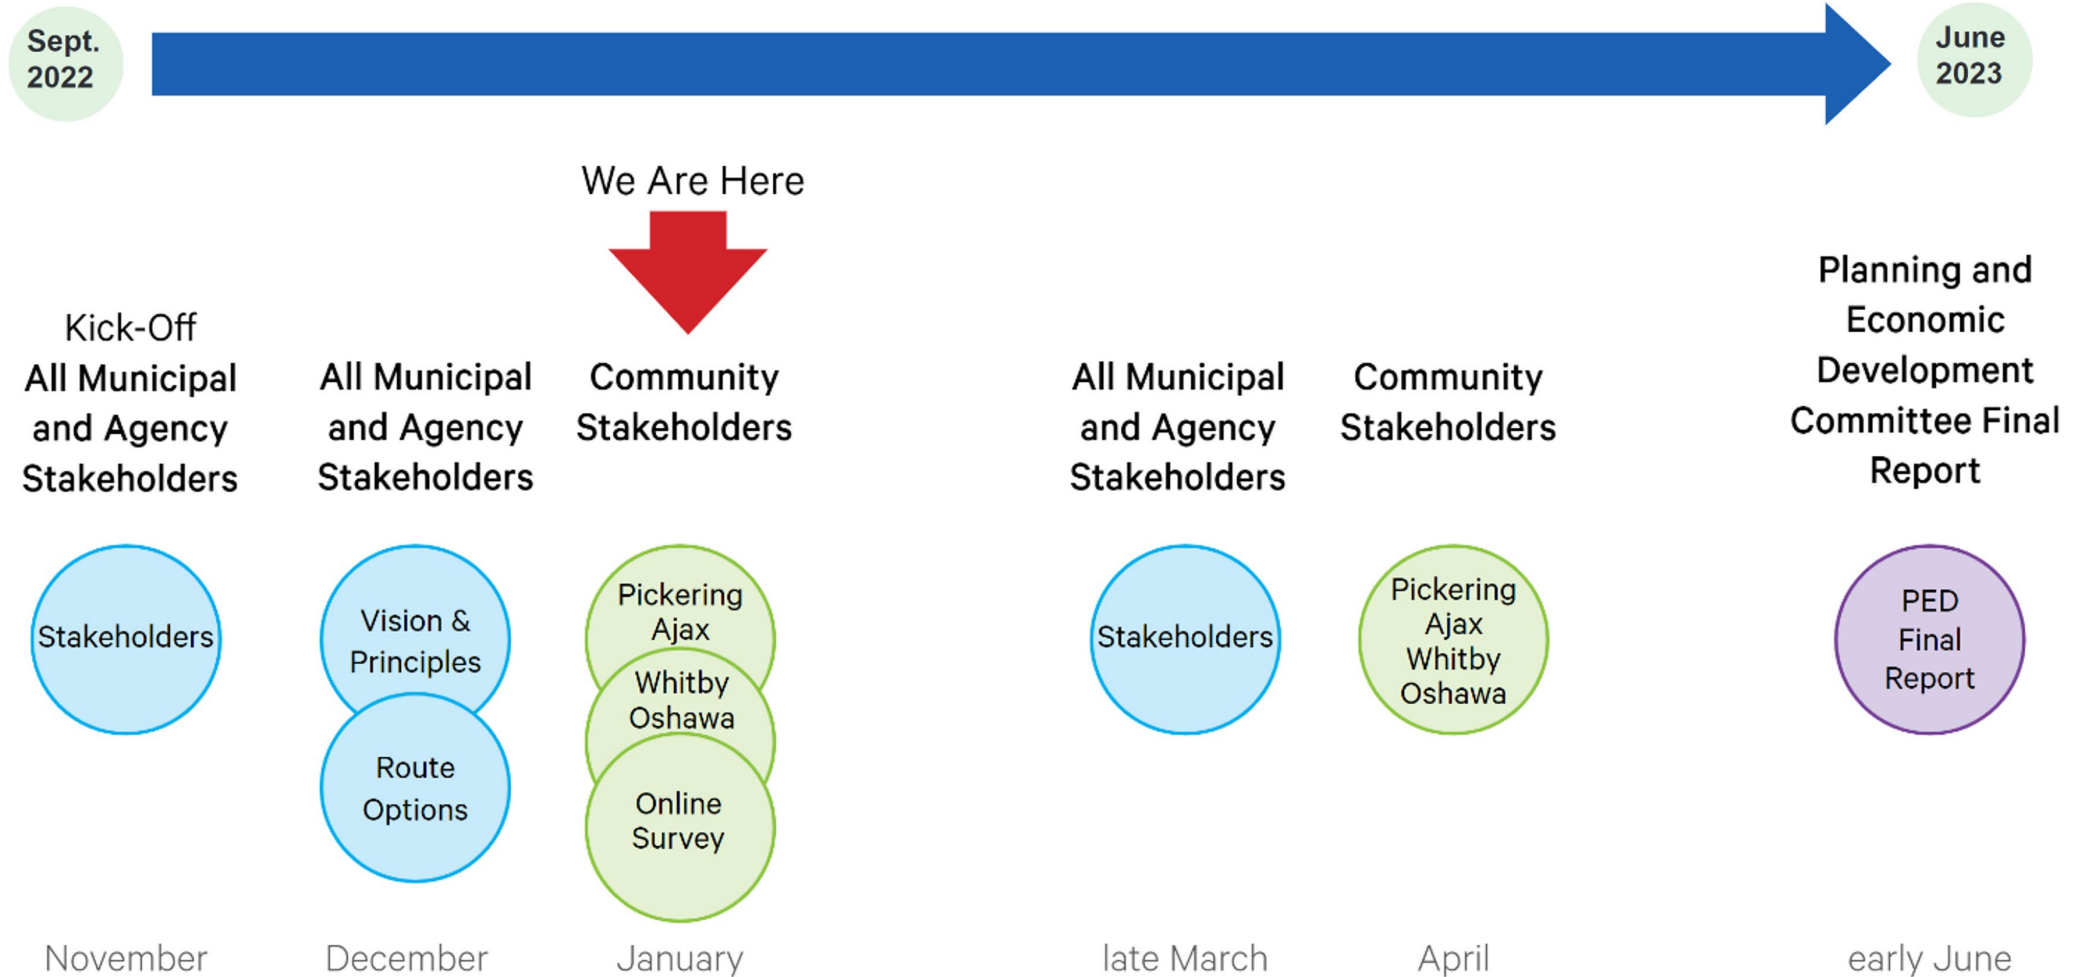 Sept.
2022
June
2023
We Are Here
Kick-Off
All Municipal
and Agency
Stakeholders
All Municipal
and Agency
Stakeholders
Community
Stakeholders
All Municipal
and Agency
Stakeholders
Community
Stakeholders
Planning and
Economic
Development
Committee Final
Report
Stakeholders
Vision &
Principles
Route
Options
Pickering
Ajax
Whitby
Oshawa
Online
Survey
Stakeholders
Pickering
Ajax
Whitby
Oshawa
PED
Final
Report
November
December
January
late March
April
early June